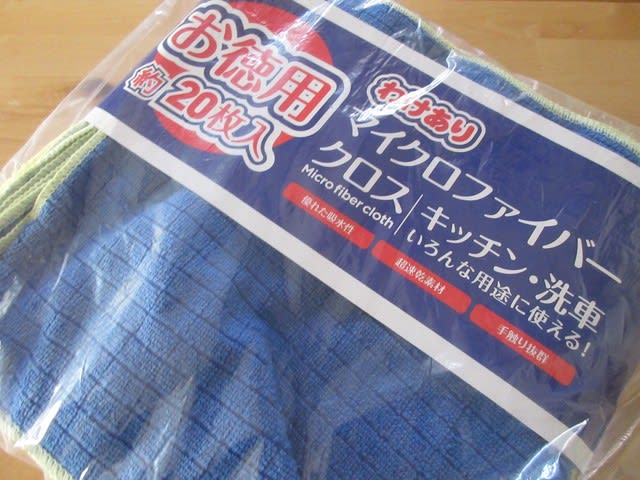 お徳用
約20枚入
わけあり
マイクロファイバー
クロス
Micro fiber cloth
キッチン・洗車
いろんな用途に使える!
優れた吸水性
超速乾素材
手触り抜群